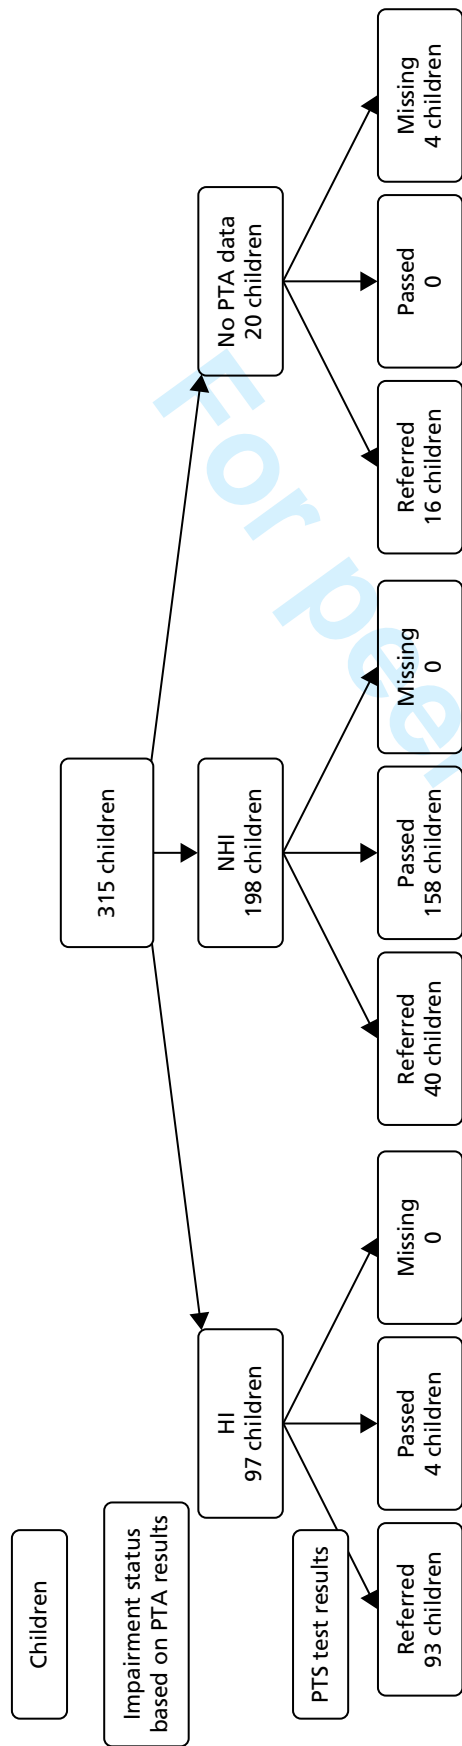 Children
315 children
Impairment status
based on PTA results
HI
97 children
NHI
198 children
No PTA data
20 children
PTS test results
Referred
93 children
Passed
4 children
Missing
0
Referred
40 children
Passed
158 children
Missing
0
Referred
16 children
Passed
0
Missing
4 children
For peer